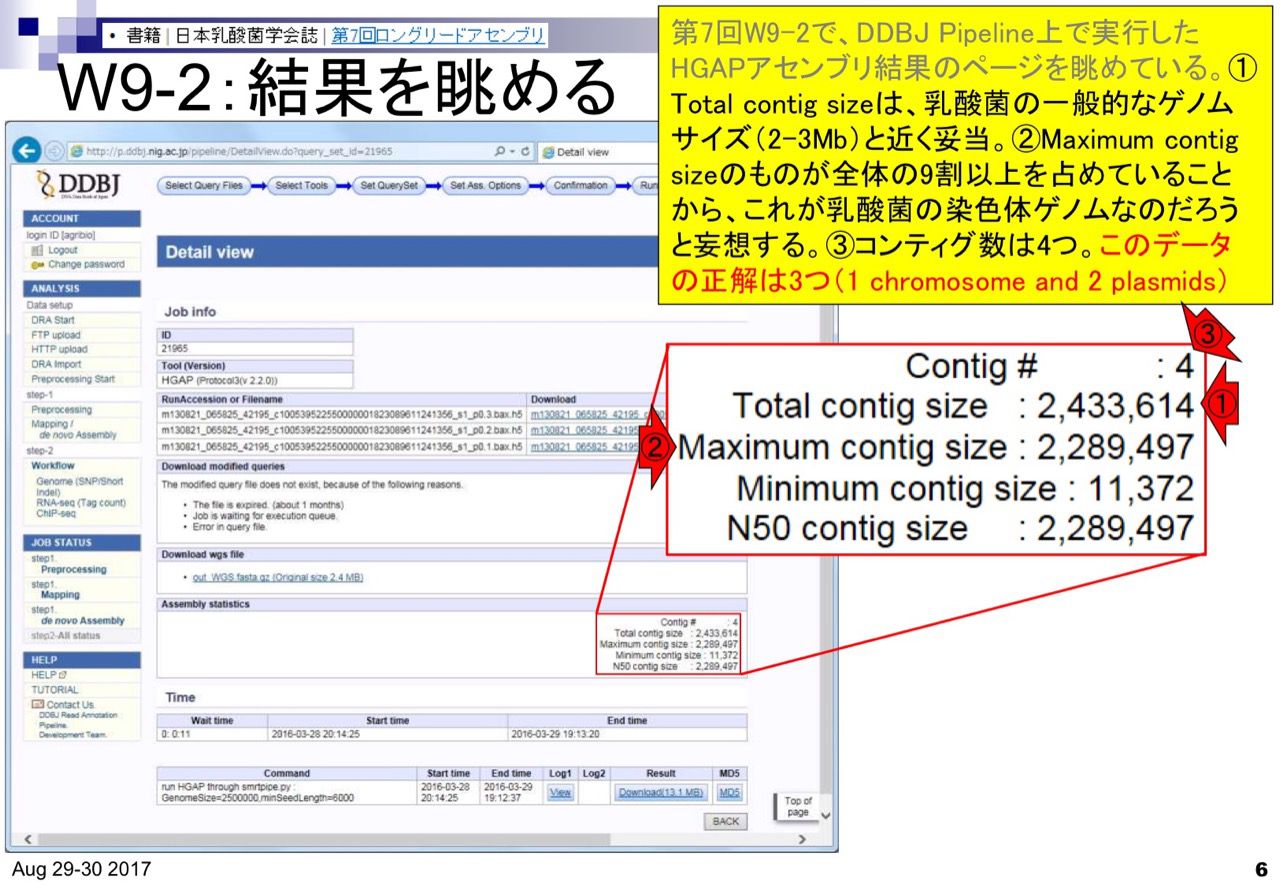 • 書籍 | 日本乳酸菌学会誌 | 第7回ロングリードアセンブリ
W9-2：結果を眺める
第7回W9-2で、DDBJ Pipeline上で実行した
HGAPアセンブリ結果のページを眺めている。①
Total contig sizeは、乳酸菌の一般的なゲノム
サイズ（2-3Mb）と近く妥当。②Maximum contig
sizeのものが全体の9割以上を占めていること
から、これが乳酸菌の染色体ゲノムなのだろう
と妄想する。③コンティグ数は4つ。このデータ
の正解は3つ（1 chromosome and 2 plasmids）
http://p.ddbj.nig.ac.jp/pipeline/DetailView.do?query_set_id=21965
Detail view
DDBJ
DNA Data Bank of Japan
Select Query Files
Select Tools
Set QuerySet
Set Ass. Options
Confirmation
Run
ACCOUNT
login ID [agribio]
Logout
Change password
ANALYSIS
Data setup
DRA Start
FTP upload
HTTP upload
DRA Import
Preprocessing Start
step-1
Preprocessing
Mapping /
de novo Assembly
step-2
Workflow
Genome (SNP/Short
Indel)
RNA-seq (Tag count)
ChIP-seq
JOB STATUS
step1.
Preprocessing
step1.
Mapping
step1.
de novo Assembly
step2-All status
HELP
HELP
TUTORIAL
Contact Us
DDBJ Read Annotation
Pipeline.
Development Team.
Detail view
Job info
ID
21965
Tool (Version)
HGAP (Protocol3(v 2.2.0))
RunAccession or Filename Download
m130821_065825_42195_c100539522550000001823089611241356_s1_p0.3.bax.h5 m130821_065825_42195_
m130821_065825_42195_c100539522550000001823089611241356_s1_p0.2.bax.h5 m130821_065825_42195
m130821_065825_42195_c100539522550000001823089611241356_s1_p0.1.bax.h5 m130821_065825_42195
Download modified queries
The modified query file does not exist, because of the following reasons.
• The file is expired. (about 1 months)
• Job is waiting for execution queue.
• Error in query file.
Download wgs file
• out_WGS.fasta.gz (Original size 2.4 MB)
Assembly statistics
Contig # : 4
Total contig size : 2,433,614
Maximum contig size : 2,289,497
Minimum contig size : 11,372
N50 contig size : 2,289,497
③
Contig # : 4
Total contig size : 2,433,614 ①
② Maximum contig size : 2,289,497
Minimum contig size : 11,372
N50 contig size : 2,289,497
Time
Wait time Start time End time
0: 0:11 2016-03-28 20:14:25 2016-03-29 19:13:20
Command Start time End time Log1 Log2 Result MD5
run HGAP through smrtpipe.py : 2016-03-28 2016-03-29 View Download(13.1 MB) MD5
GenomeSize=2500000,minSeedLength=6000 20:14:25 19:12:37
Top of
page
BACK
Aug 29-30 2017
6